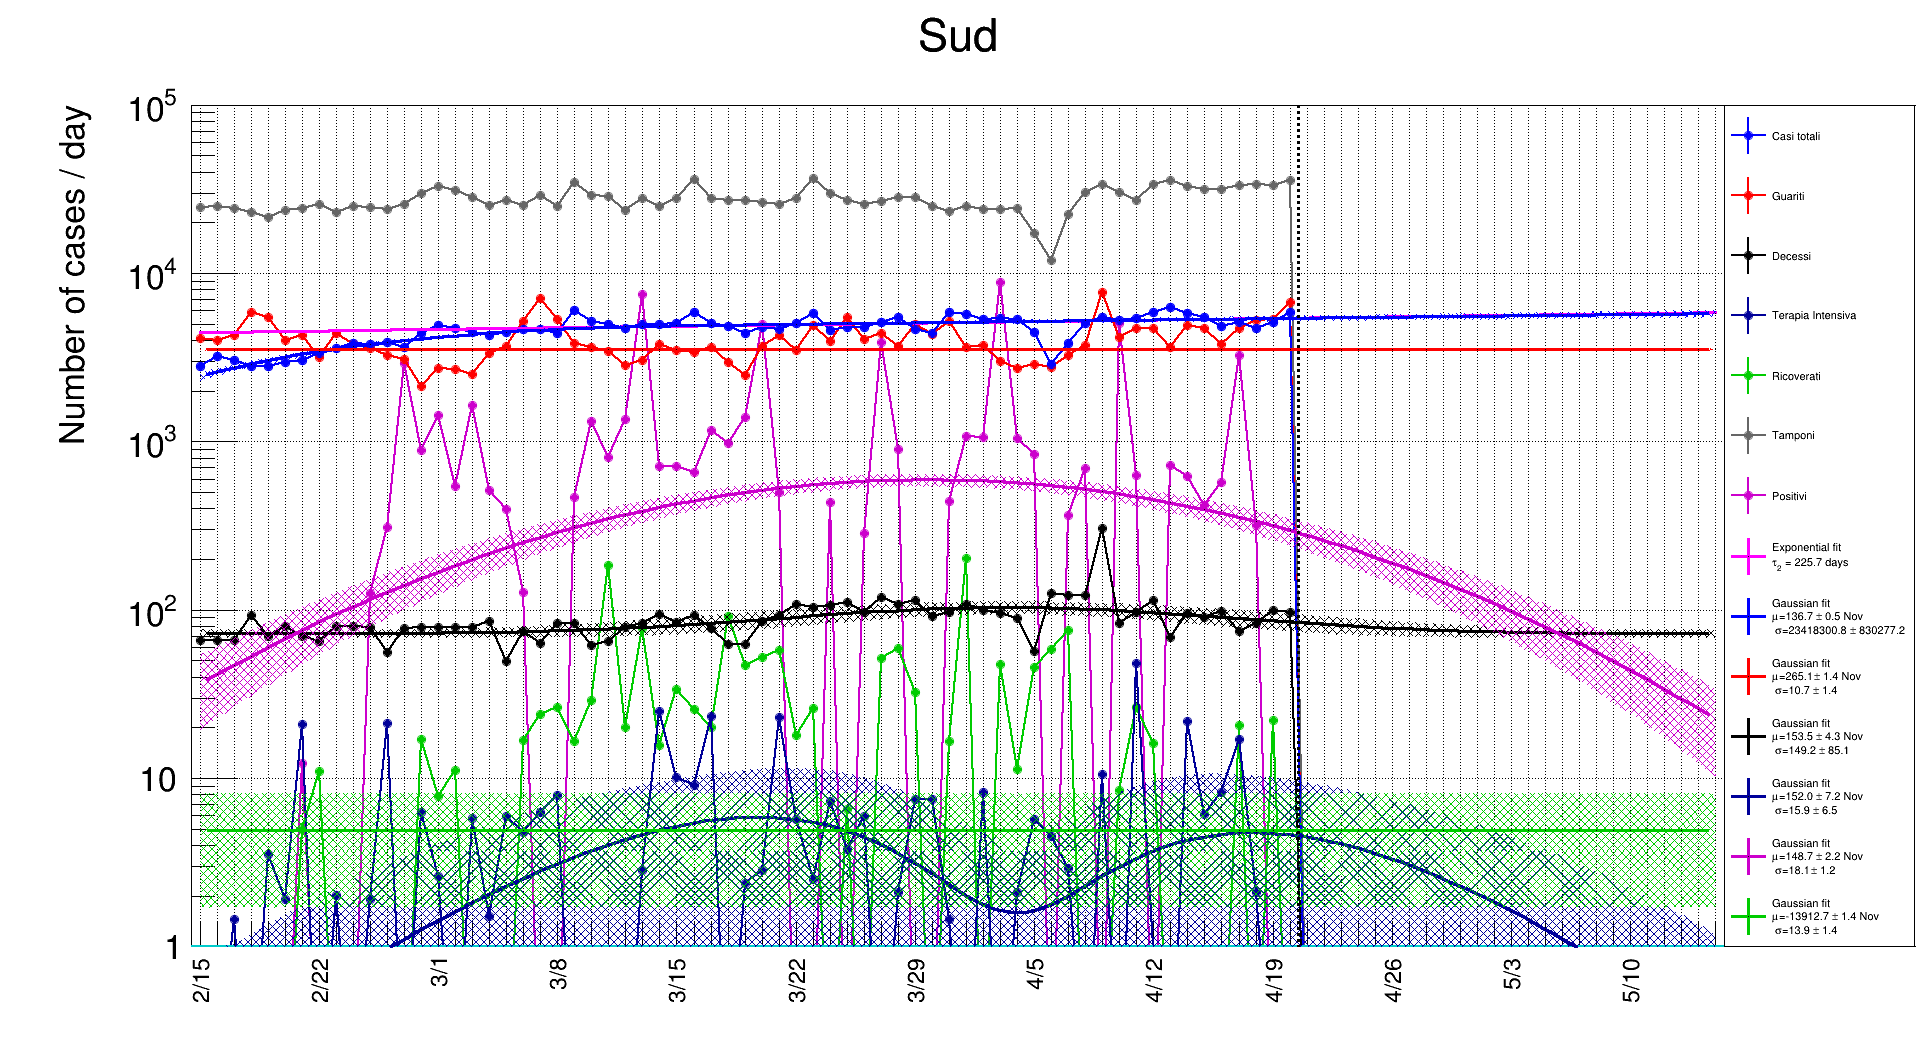 Sud
Number of cases / day
10^5
10^4
10^3
10^2
10
1
2/15
2/22
3/1
3/8
3/15
3/22
3/29
4/5
4/12
4/19
4/26
5/3
5/10
Casi totali
Guariti
Decessi
Terapia Intensiva
Ricoverati
Tamponi
Positivi
Exponential fit
τ_2 = 225.7 days
Gaussian fit
μ=136.7 ± 0.5 Nov
σ=23418300.8 ± 830277.2
Gaussian fit
μ=265.1 ± 1.4 Nov
σ=10.7 ± 1.4
Gaussian fit
μ=153.5 ± 4.3 Nov
σ=149.2 ± 85.1
Gaussian fit
μ=152.0 ± 7.2 Nov
σ=15.9 ± 6.5
Gaussian fit
μ=148.7 ± 2.2 Nov
σ=18.1 ± 1.2
Gaussian fit
μ=-13912.7 ± 1.4 Nov
σ=13.9 ± 1.4